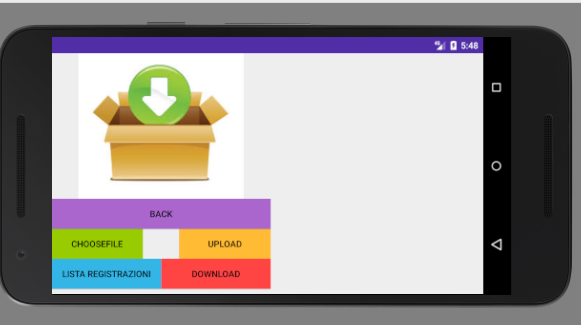 5:48
BACK
CHOOSEFILE UPLOAD
LISTA REGISTRAZIONI DOWNLOAD